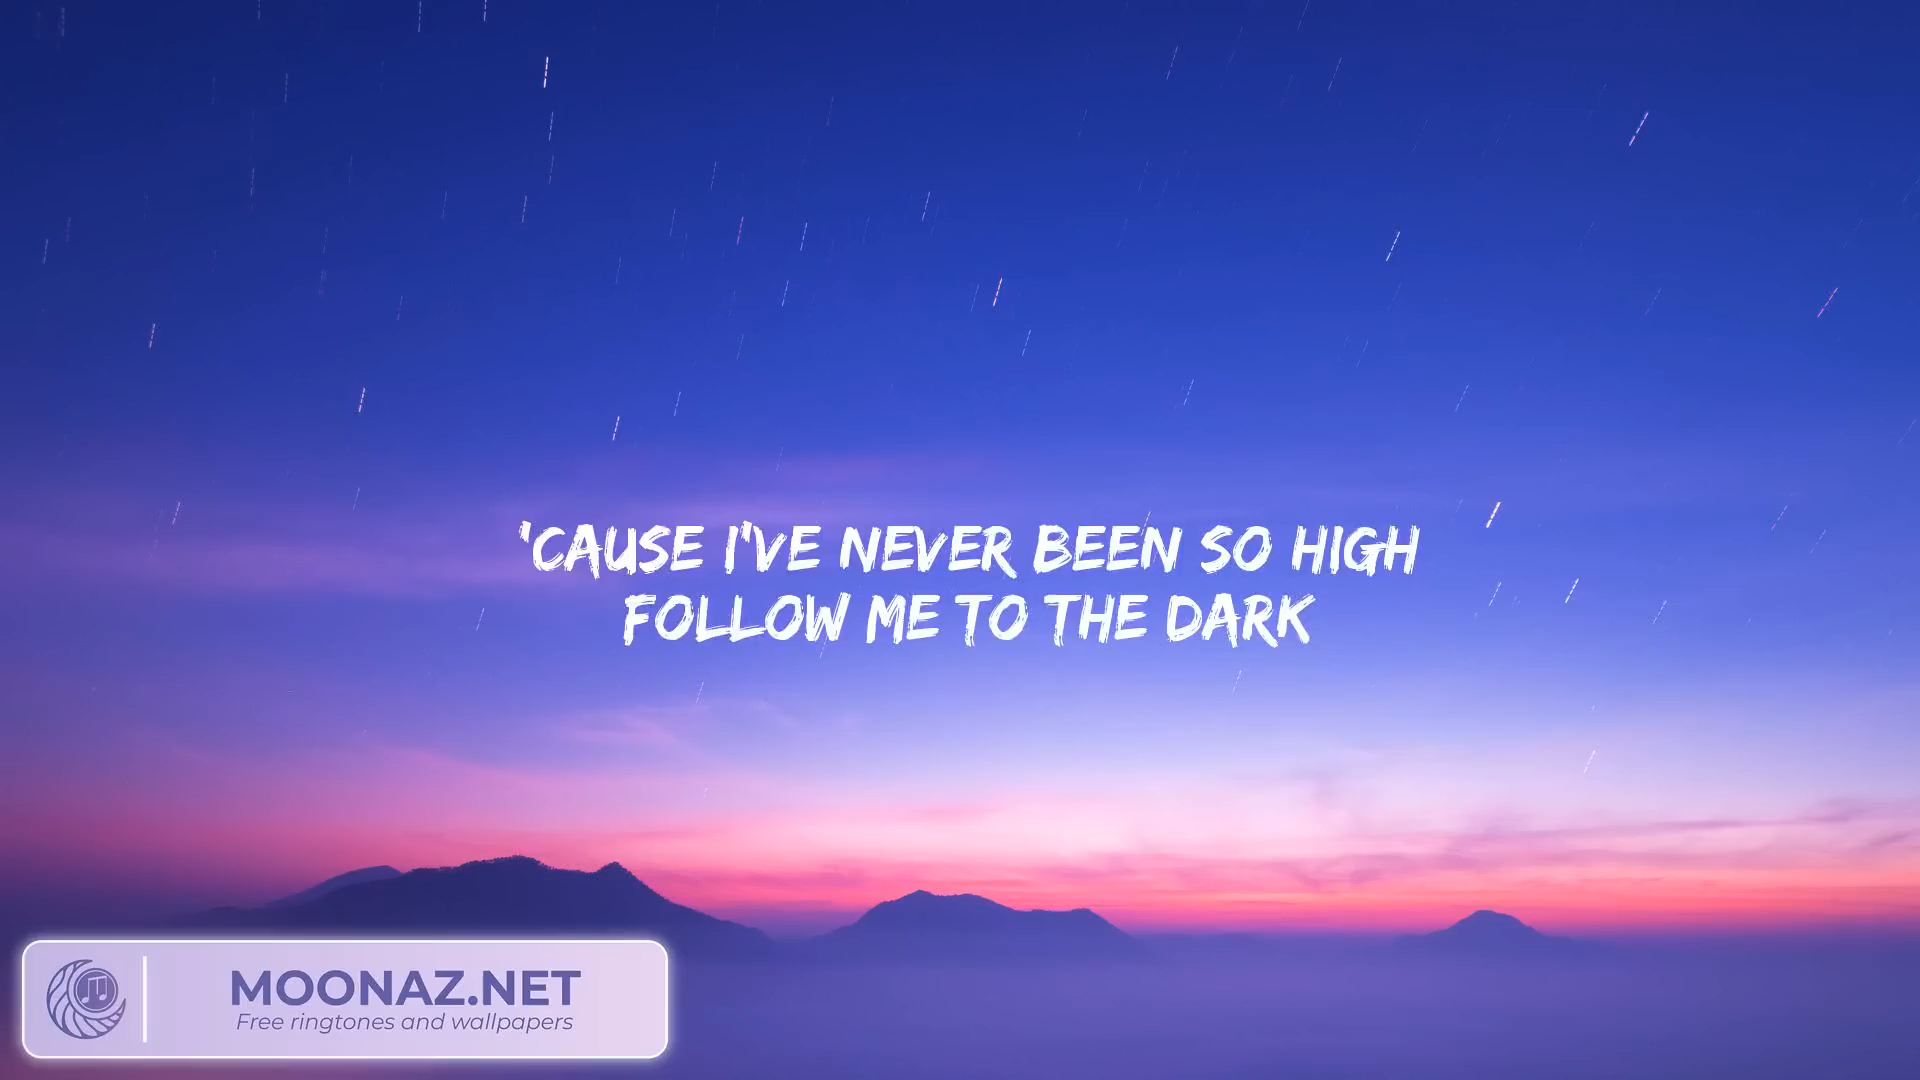 'CAUSE I'VE NEVER BEEN SO HIGH
FOLLOW ME TO THE DARK
MOONAZ.NET
Free ringtones and wallpapers